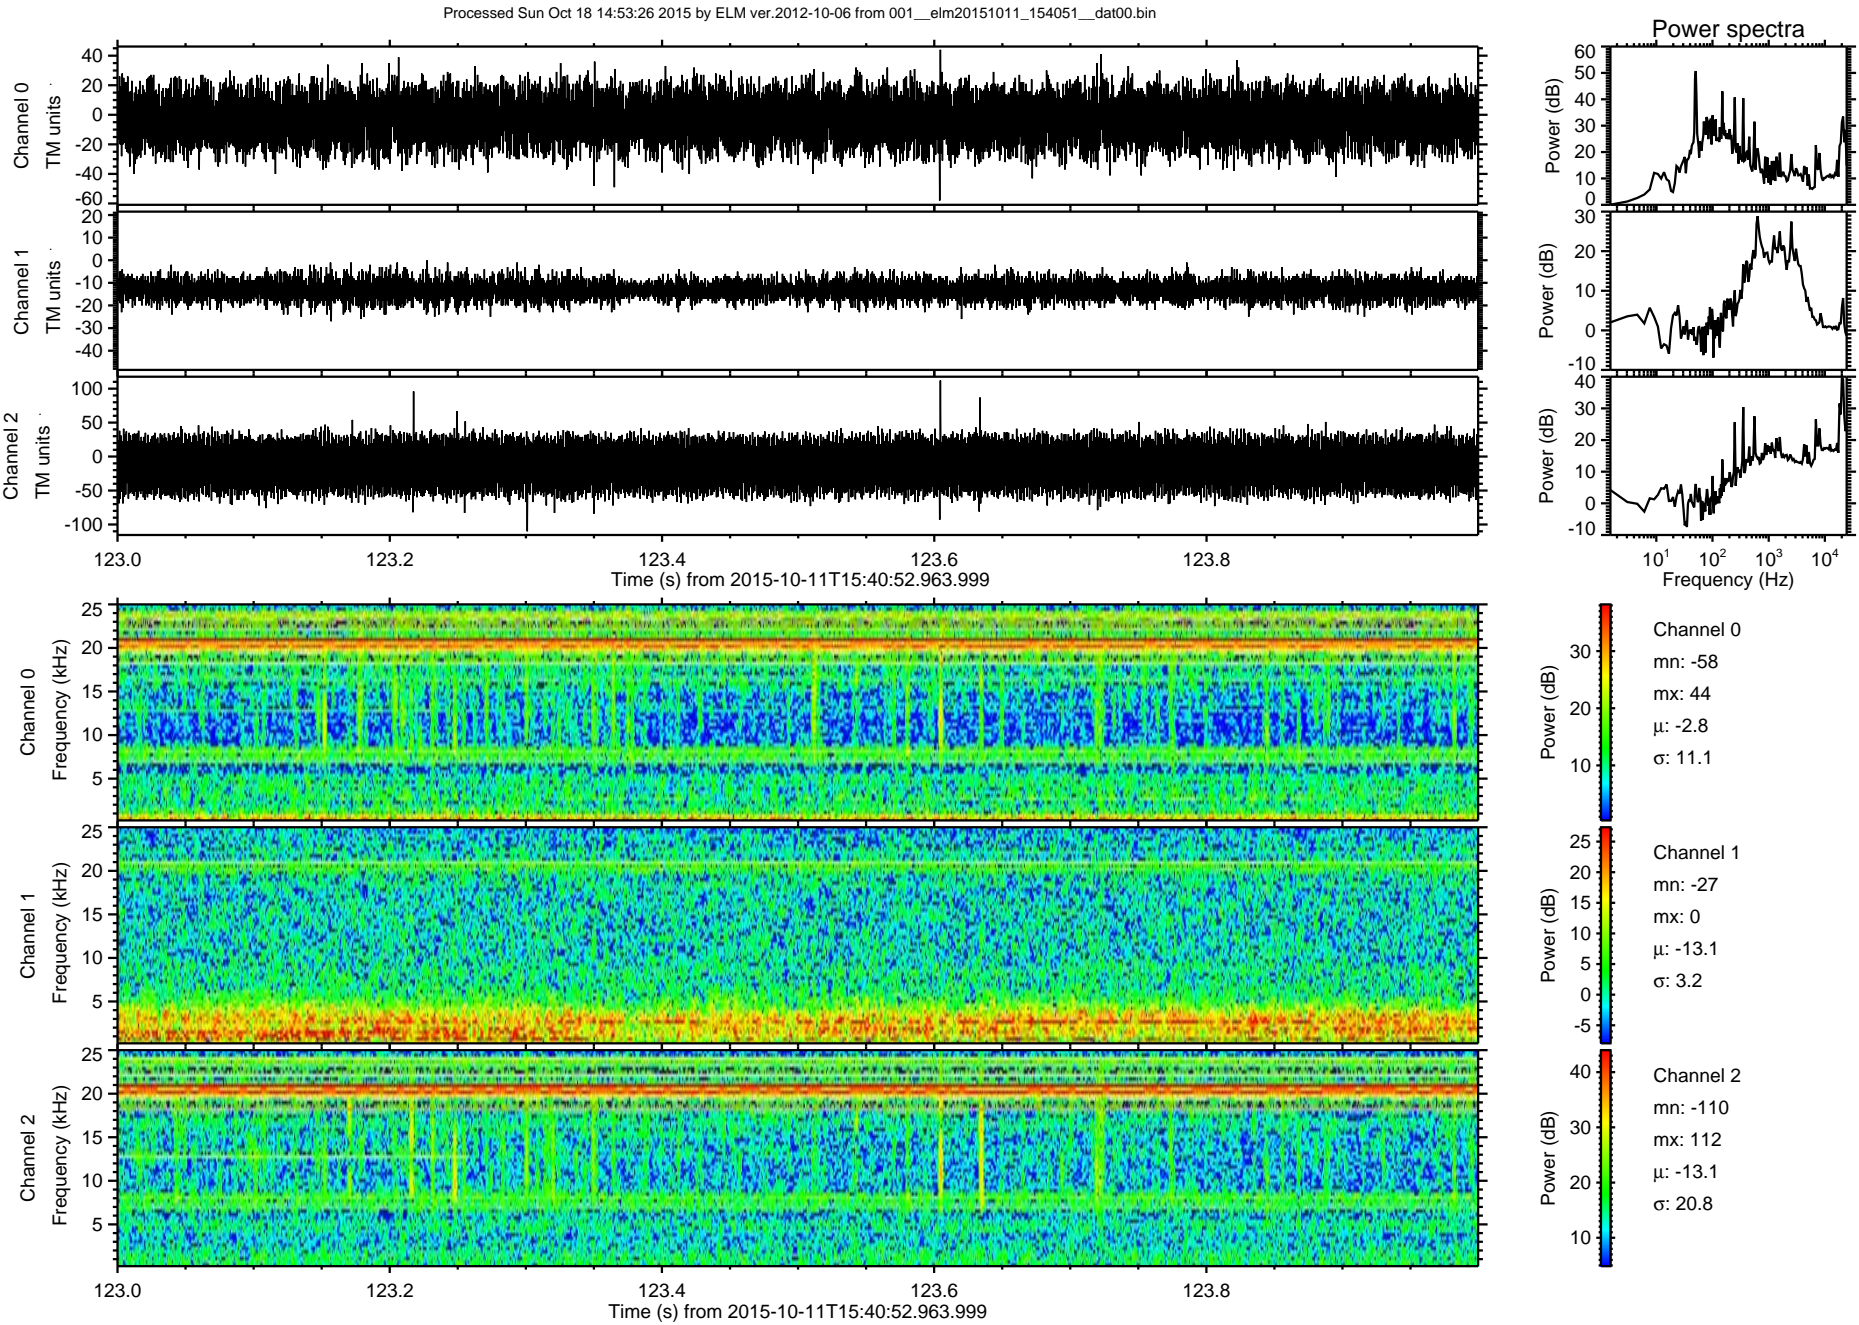 Processed Sun Oct 18 14:53:26 2015 by ELM ver.2012-10-06 from 001__elm20151011_154051__dat00.bin
Power spectra
Channel 0
TM units
40
20
0
-20
-40
-60
Power (dB)
60
50
40
30
20
10
0
Channel 1
TM units
20
10
0
-10
-20
-30
-40
Power (dB)
30
20
10
0
-10
Channel 2
TM units
100
50
0
-50
-100
Power (dB)
40
30
20
10
0
-10
123.0 123.2 123.4 123.6 123.8
Time (s) from 2015-10-11T15:40:52.963.999
10¹ 10² 10³ 10⁴
Frequency (Hz)
Channel 0
Frequency (kHz)
25
20
15
10
5
Power (dB)
30
20
10
Channel 0
mn: -58
mx: 44
μ: -2.8
σ: 11.1
Channel 1
Frequency (kHz)
25
20
15
10
5
Power (dB)
25
20
15
10
5
0
-5
Channel 1
mn: -27
mx: 0
μ: -13.1
σ: 3.2
Channel 2
Frequency (kHz)
25
20
15
10
5
Power (dB)
40
30
20
10
Channel 2
mn: -110
mx: 112
μ: -13.1
σ: 20.8
123.0 123.2 123.4 123.6 123.8
Time (s) from 2015-10-11T15:40:52.963.999